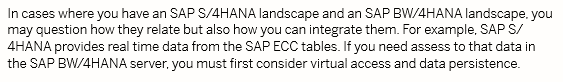 In cases where you have an SAP S/4HANA landscape and an SAP BW/4HANA landscape, you
may question how they relate but also how you can integrate them. For example, SAP S/
4HANA provides real time data from the SAP ECC tables. If you need assess to that data in
the SAP BW/4HANA server, you must first consider virtual access and data persistence.